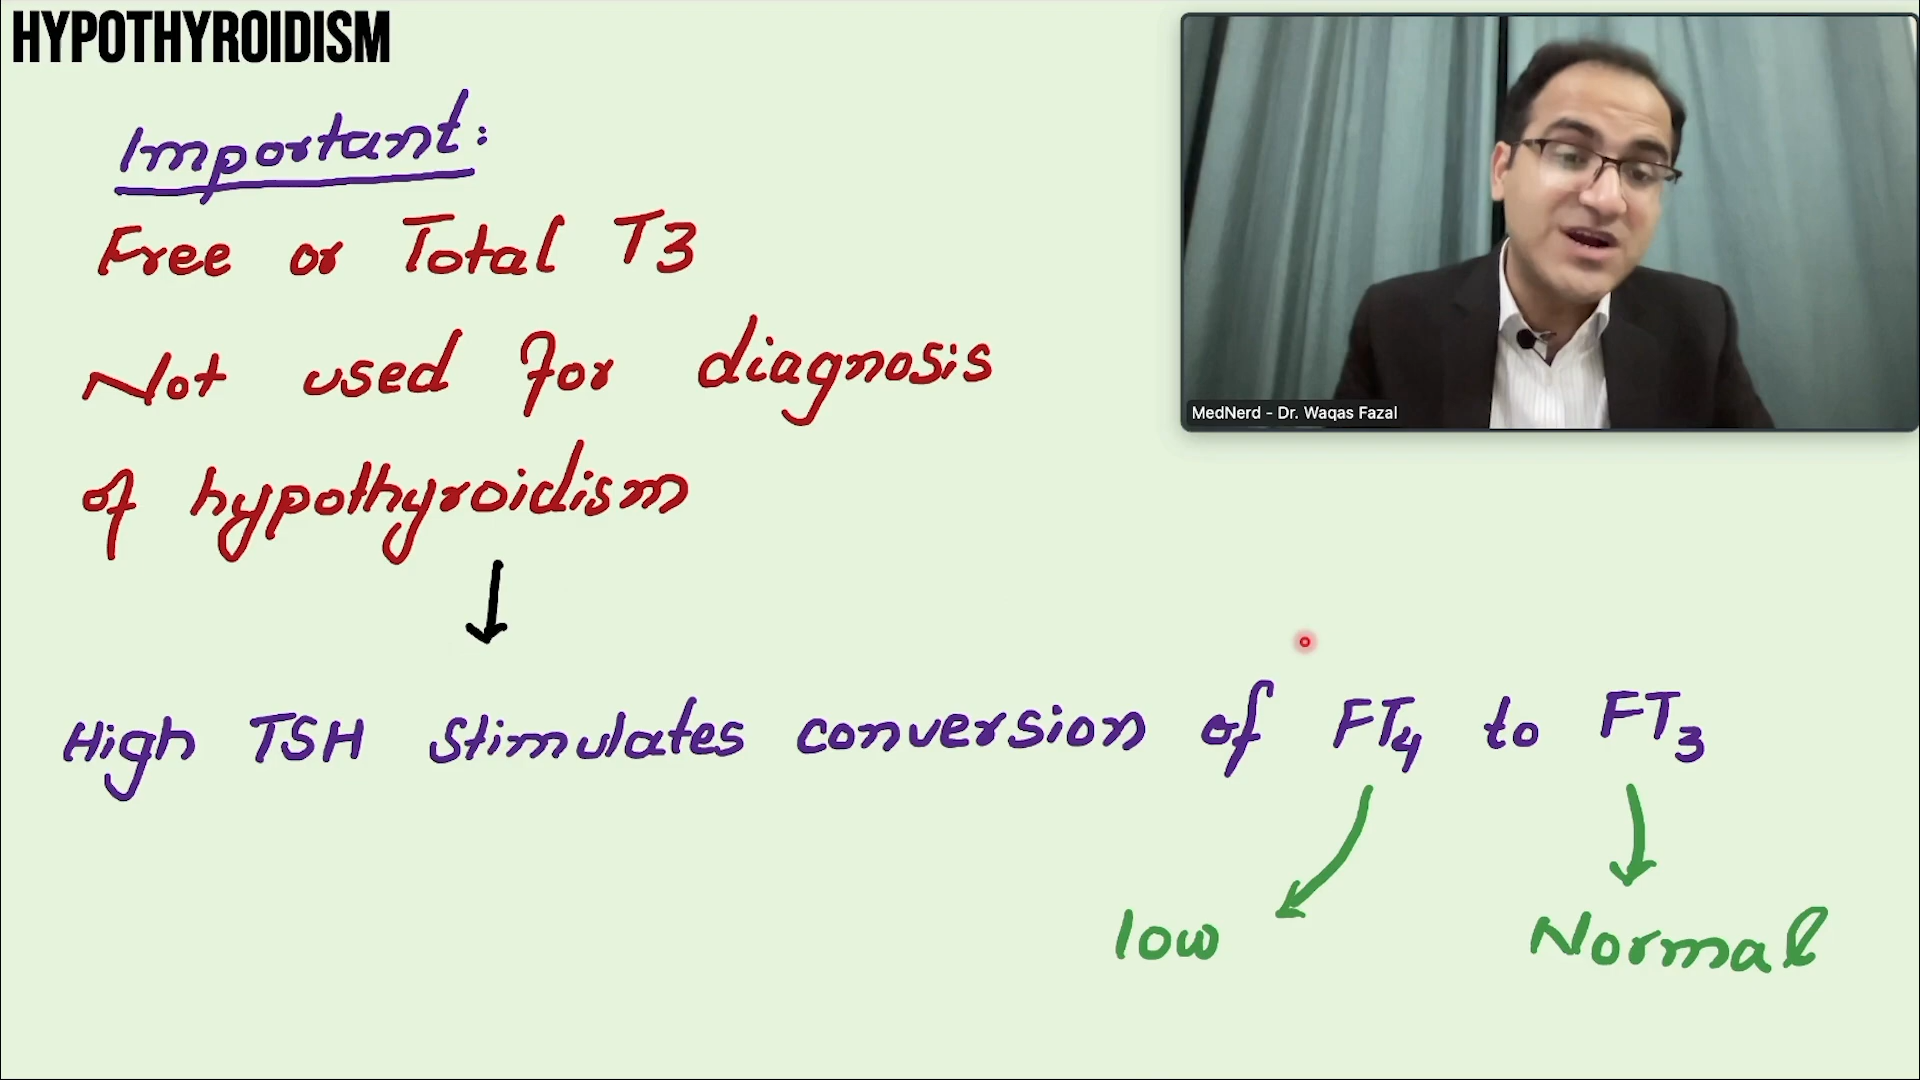 HYPOTHYROIDISM
Important:
Free or Total T3
Not used for diagnosis
of hypothyroidism
High TSH Stimulates conversion of FT4 to FT3
low
Normal
MedNerd - Dr. Waqas Fazal